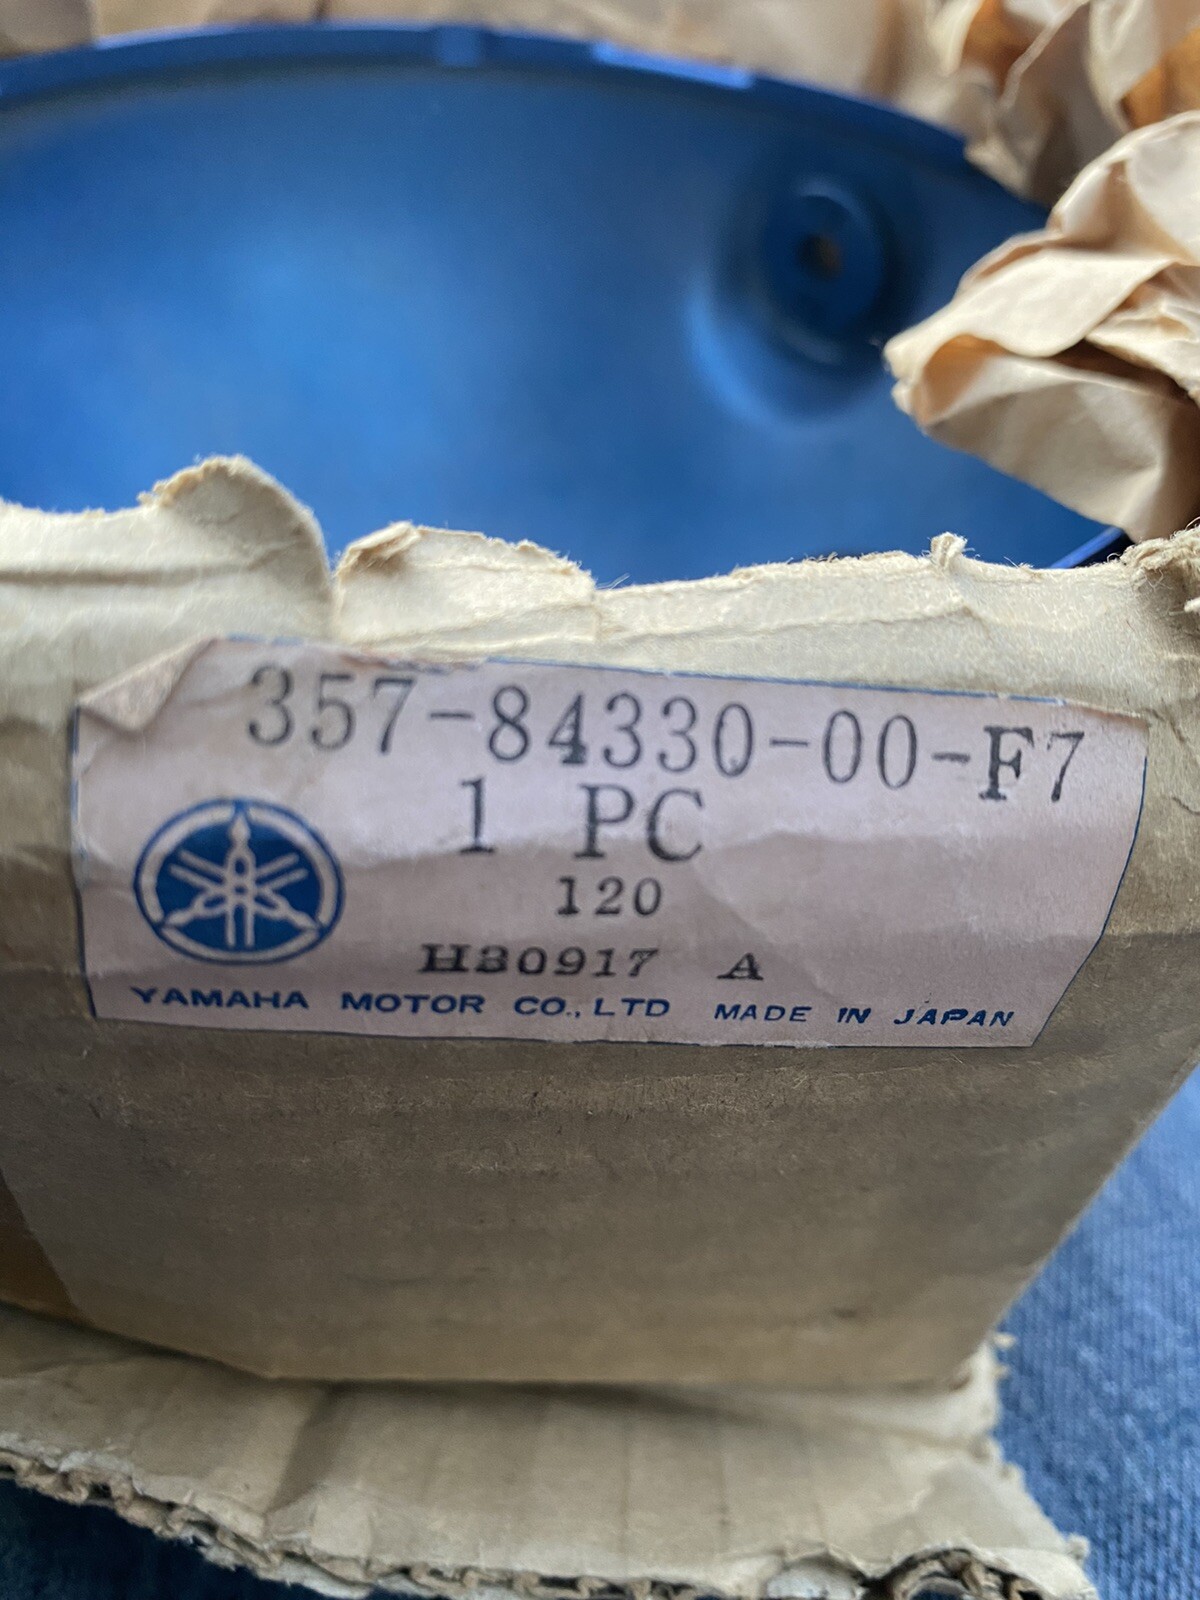 357-84330-00-F7
1 PC
120
H30917 A
YAMAHA MOTOR CO., LTD MADE IN JAPAN